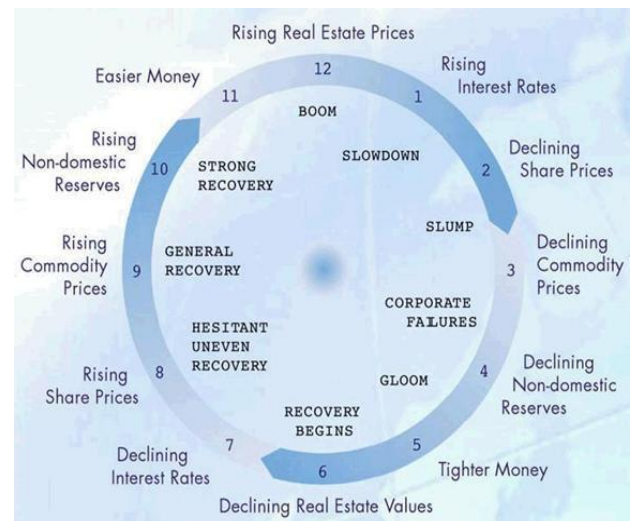 Rising Real Estate Prices
12
Rising
Interest Rates
1
Declining
Share Prices
2
Declining
Commodity
Prices
3
Declining
Non-domestic
Reserves
4
Tighter Money
5
Declining Real Estate Values
6
Declining
Interest Rates
7
Rising
Share Prices
8
Rising
Commodity
Prices
9
Rising
Non-domestic
Reserves
10
Easier Money
11
BOOM
SLOWDOWN
SLUMP
CORPORATE
FAILURES
GLOOM
RECOVERY
BEGINS
HESITANT
UNEVEN
RECOVERY
GENERAL
RECOVERY
STRONG
RECOVERY